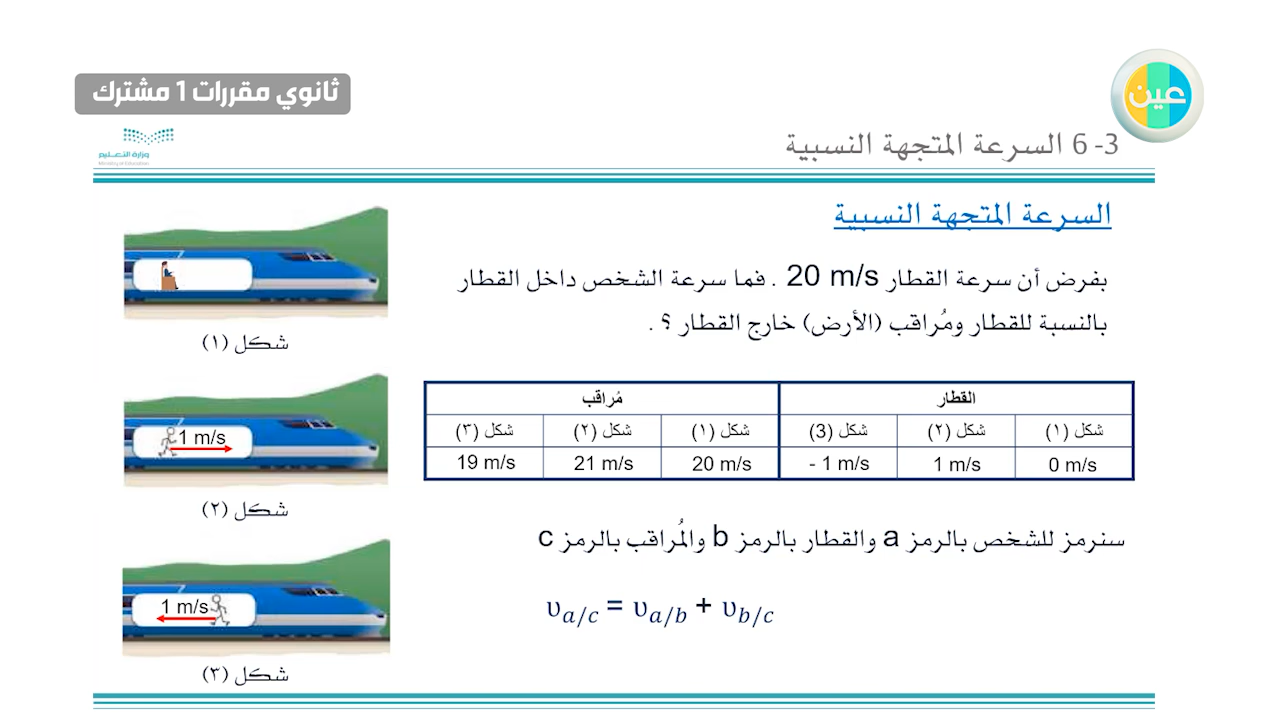 ثانوي مقررات 1 مشترك
عين
وزارة التعليم
Ministry of Education
3- 6 السرعة المتجهة النسبية
السرعة المتجهة النسبية
بفرض أن سرعة القطار 20 m/s . فما سرعة الشخص داخل القطار
بالنسبة للقطار ومُراقب (الأرض) خارج القطار ؟ .
شكل (١)
1 m/s
شكل (٢)
1 m/s
شكل (٣)
القطار مُراقب
شكل (١) شكل (٢) شكل (3) شكل (١) شكل (٢) شكل (٣)
0 m/s 1 m/s - 1 m/s 20 m/s 21 m/s 19 m/s
سنرمز للشخص بالرمز a والقطار بالرمز b والمُراقب بالرمز c
υa/c = υa/b + υb/c